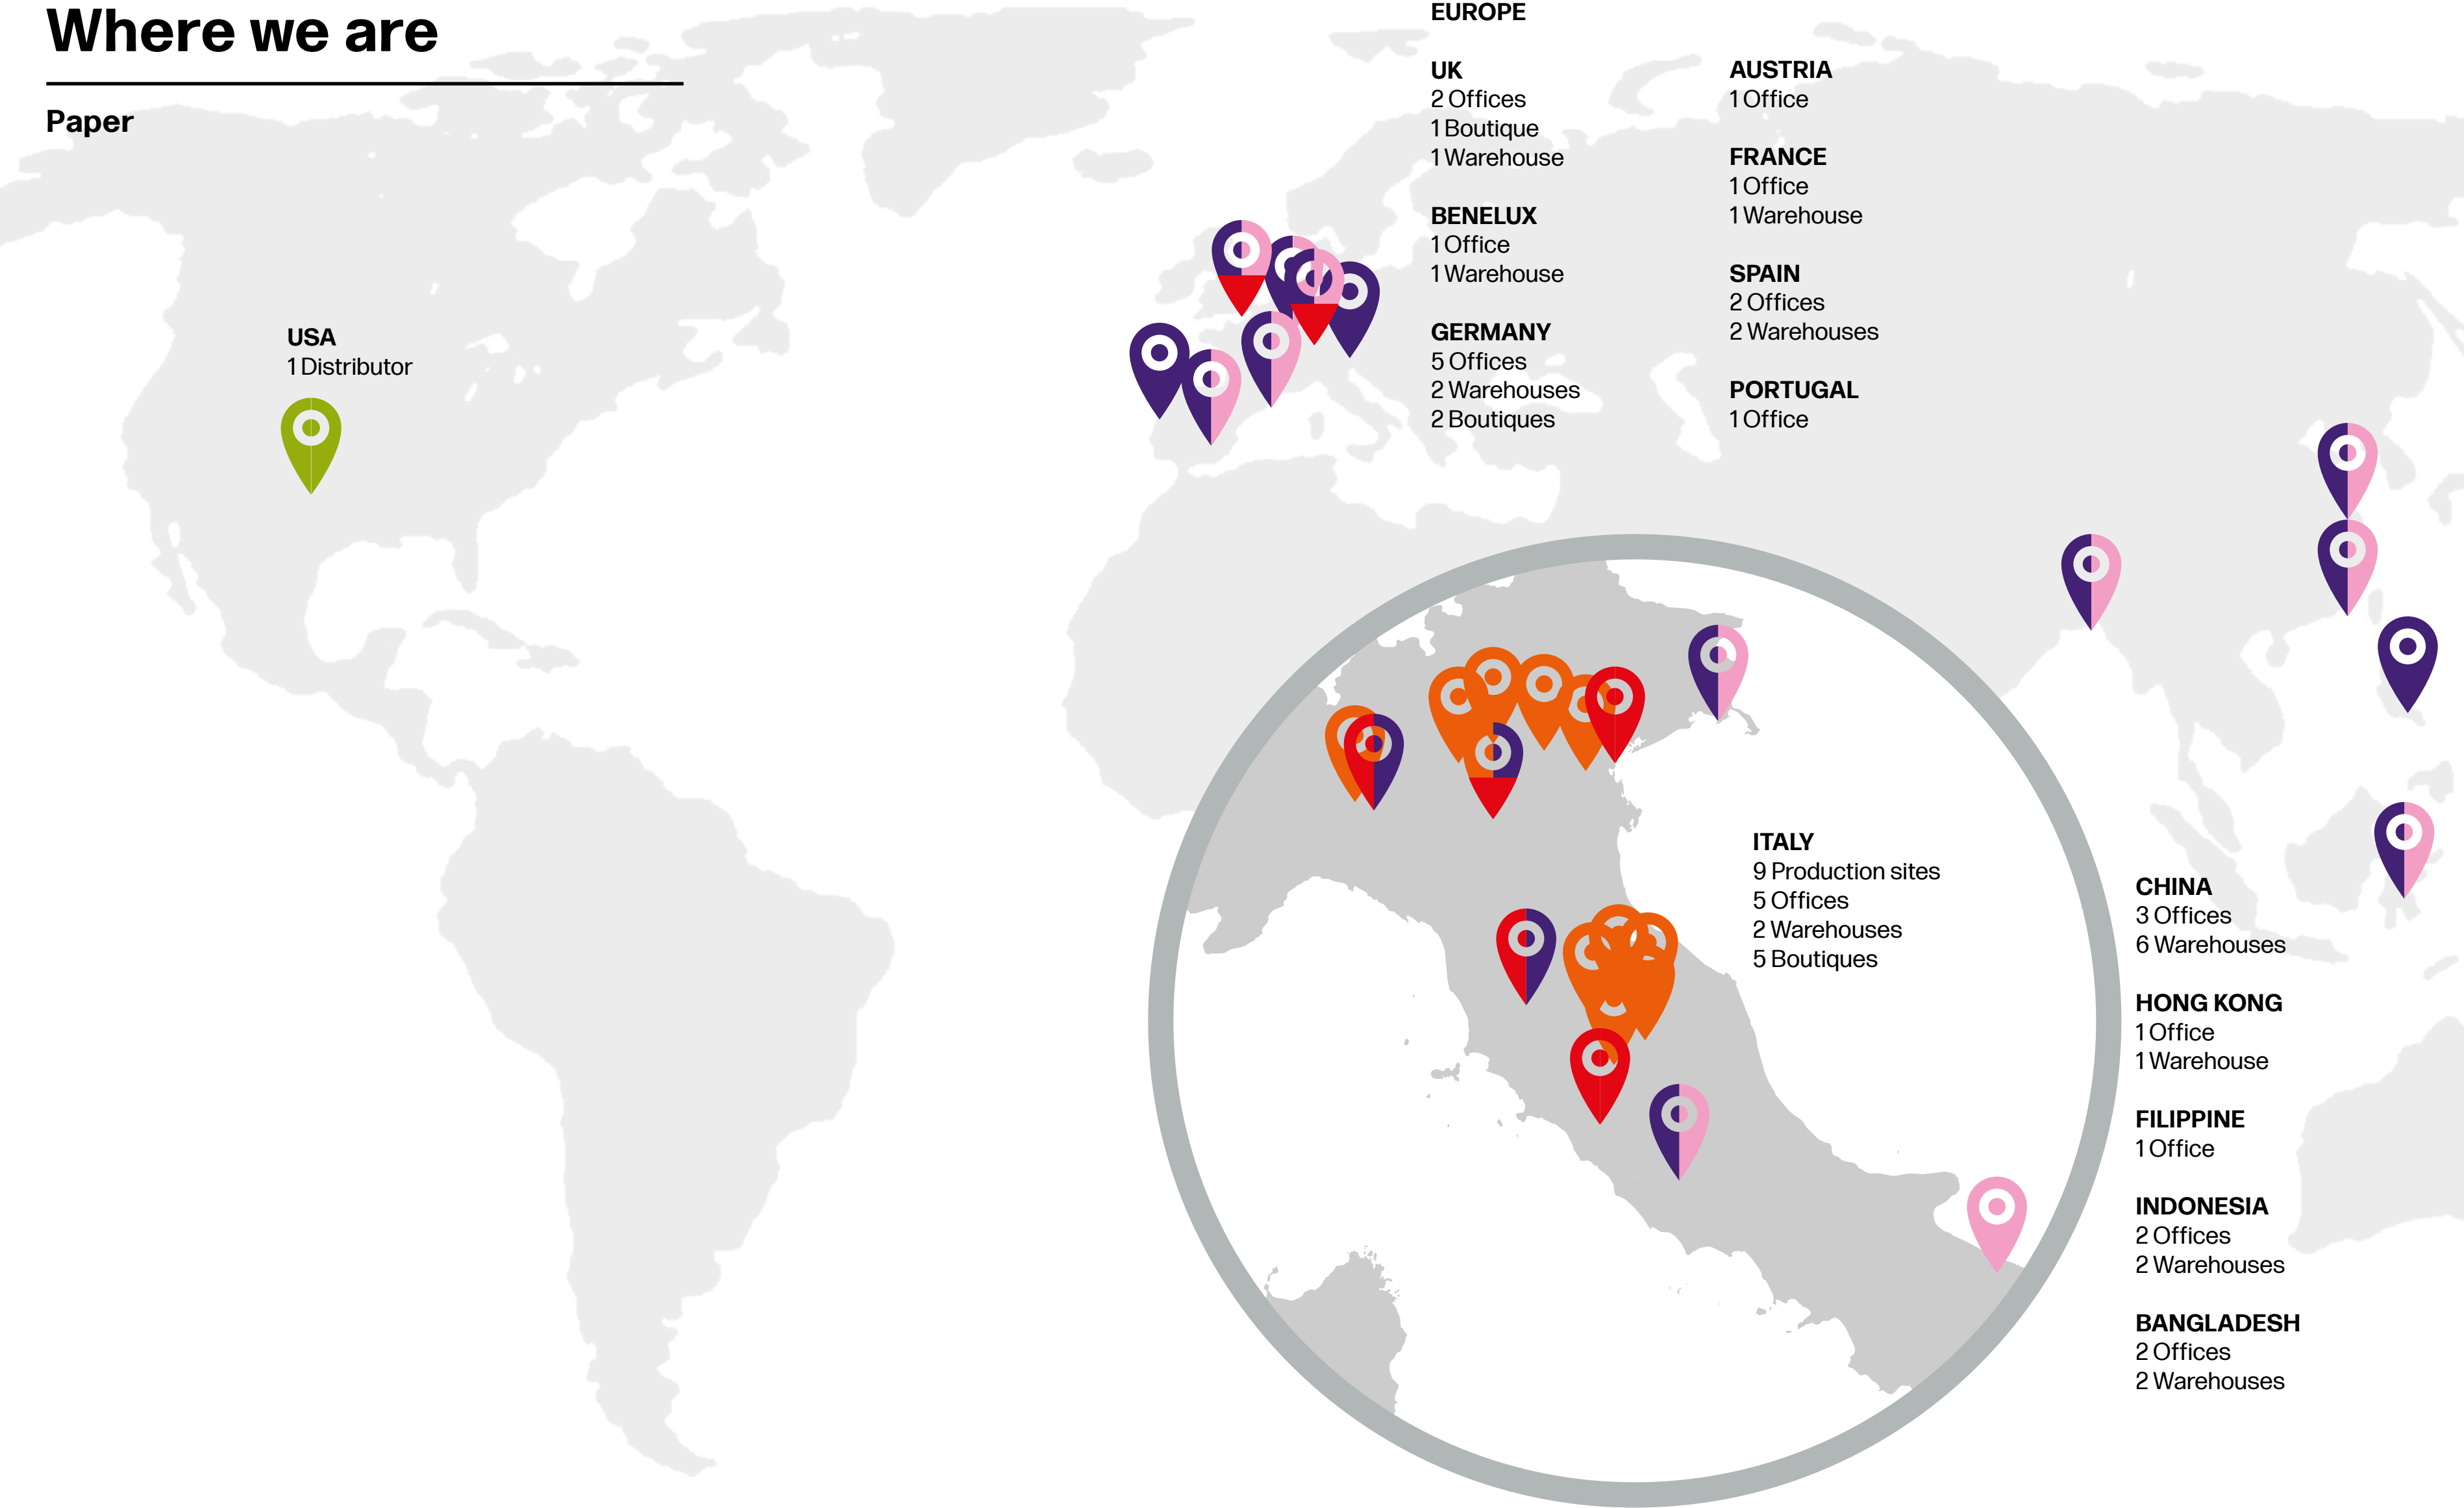 Where we are
Paper
USA
1 Distributor
EUROPE
UK
2 Offices
1 Boutique
1 Warehouse
BENELUX
1 Office
1 Warehouse
GERMANY
5 Offices
2 Warehouses
2 Boutiques
AUSTRIA
1 Office
FRANCE
1 Office
1 Warehouse
SPAIN
2 Offices
2 Warehouses
PORTUGAL
1 Office
ITALY
9 Production sites
5 Offices
2 Warehouses
5 Boutiques
CHINA
3 Offices
6 Warehouses
HONG KONG
1 Office
1 Warehouse
FILIPPINE
1 Office
INDONESIA
2 Offices
2 Warehouses
BANGLADESH
2 Offices
2 Warehouses